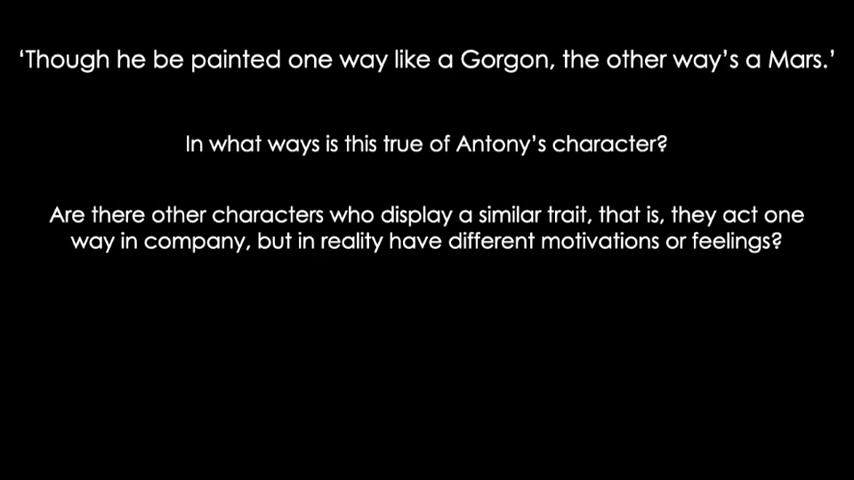 ‘Though he be painted one way like a Gorgon, the other way’s a Mars.’
In what ways is this true of Antony’s character?
Are there other characters who display a similar trait, that is, they act one
way in company, but in reality have different motivations or feelings?